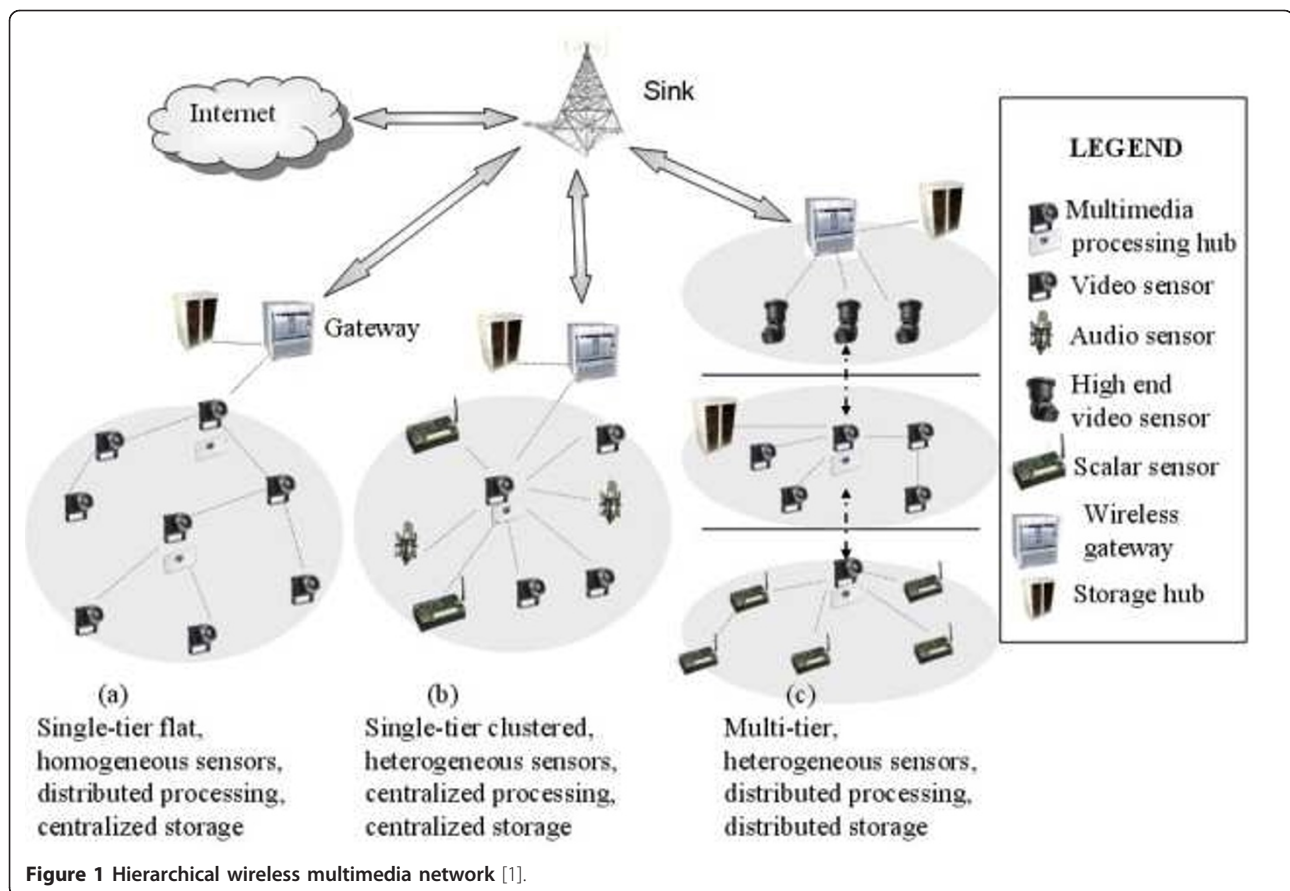 Internet
Sink
Gateway
LEGEND
Multimedia
processing hub
Video sensor
Audio sensor
High end
video sensor
Scalar sensor
Wireless
gateway
Storage hub
(a)
Single-tier flat,
homogeneous sensors,
distributed processing,
centralized storage
(b)
Single-tier clustered,
heterogeneous sensors,
centralized processing,
centralized storage
(c)
Multi-tier,
heterogeneous sensors,
distributed processing,
distributed storage
Figure 1 Hierarchical wireless multimedia network [1].